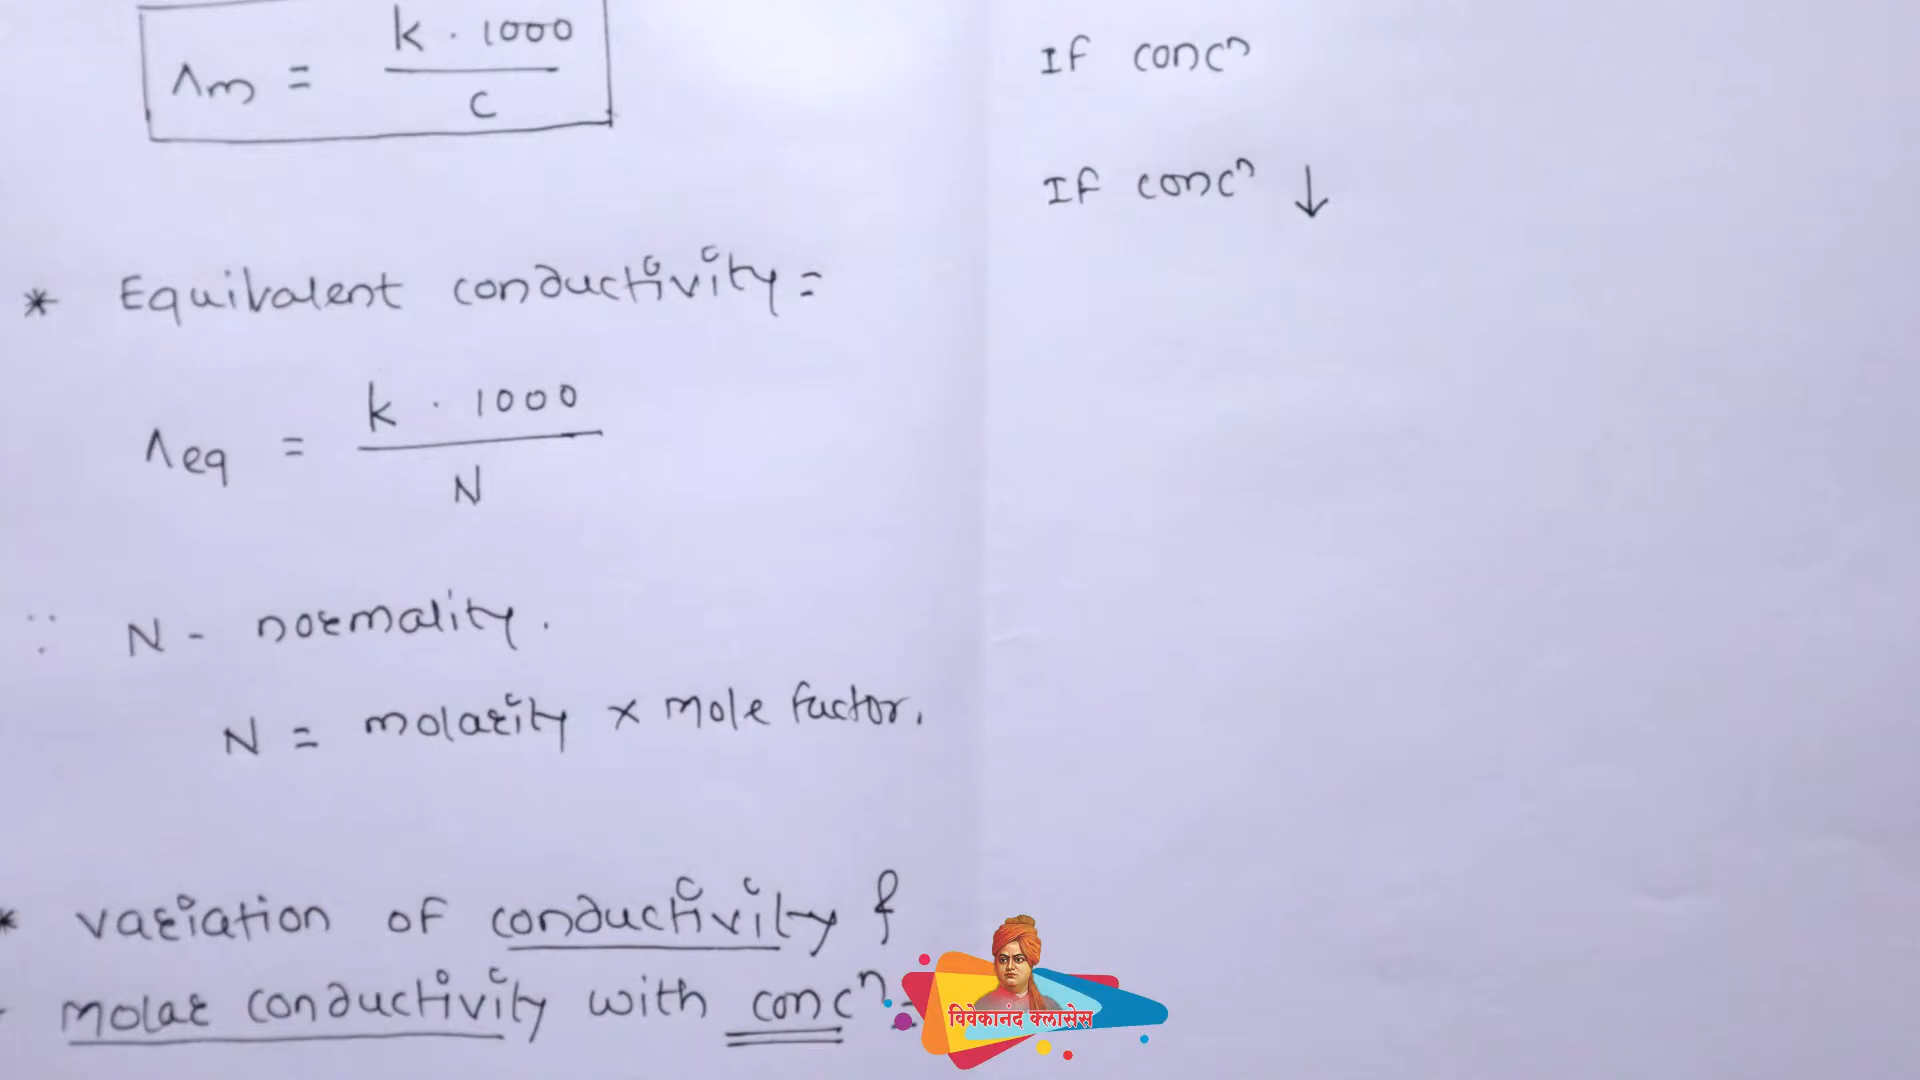 Λm = k · 1000 / C
* Equivalent conductivity =
Λeq = k · 1000 / N
∵ N - normality.
N = molarity × mole factor.
* variation of conductivity &
molar conductivity with concⁿ -
If concⁿ
If concⁿ ↓
विवेकानंद क्लासेस